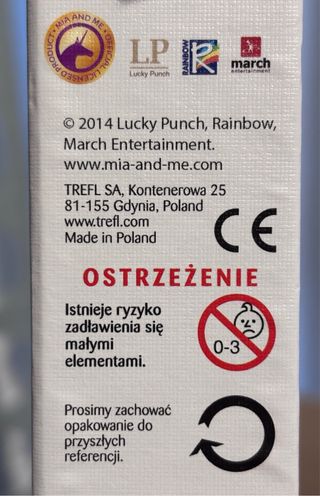 MIA AND ME • OFFICIAL LICENSED PRODUCT •
LP
Lucky Punch
RAINBOW
march
entertainment
© 2014 Lucky Punch, Rainbow,
March Entertainment.
www.mia-and-me.com
TREFL SA, Kontenerowa 25
81-155 Gdynia, Poland
www.trefl.com
Made in Poland
CE
OSTRZEŻENIE
Istnieje ryzyko
zadławienia się
małymi
elementami.
0-3
Prosimy zachować
opakowanie do
przyszłych
referencji.